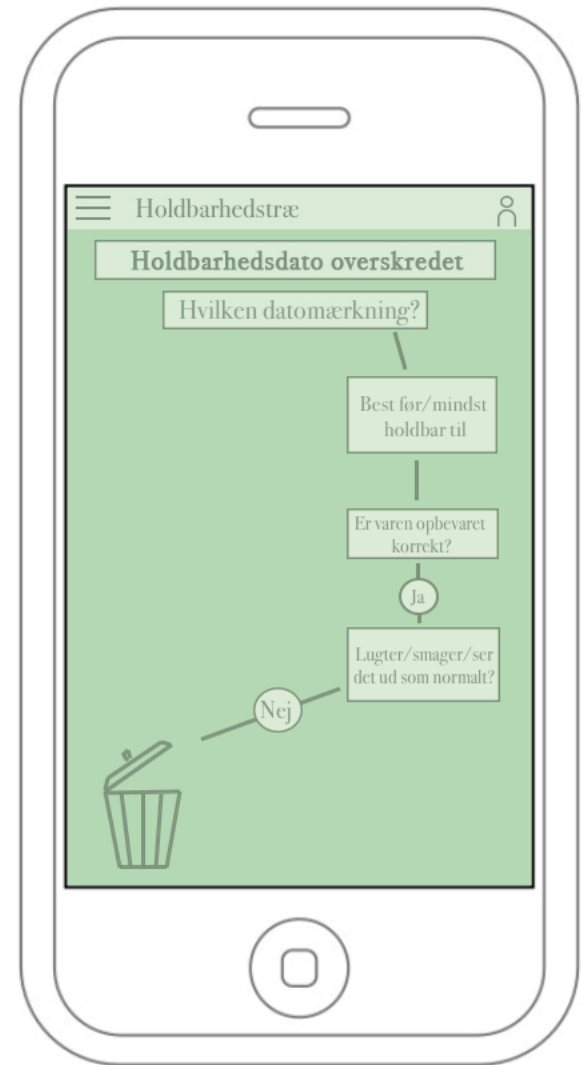 Holdbarhedstræ
Holdbarhedsdato overskredet
Hvilken datomærkning?
Best før/mindst
holdbar til
Er varen opbevaret
korrekt?
Ja
Lugter/smager/ser
det ud som normalt?
Nej